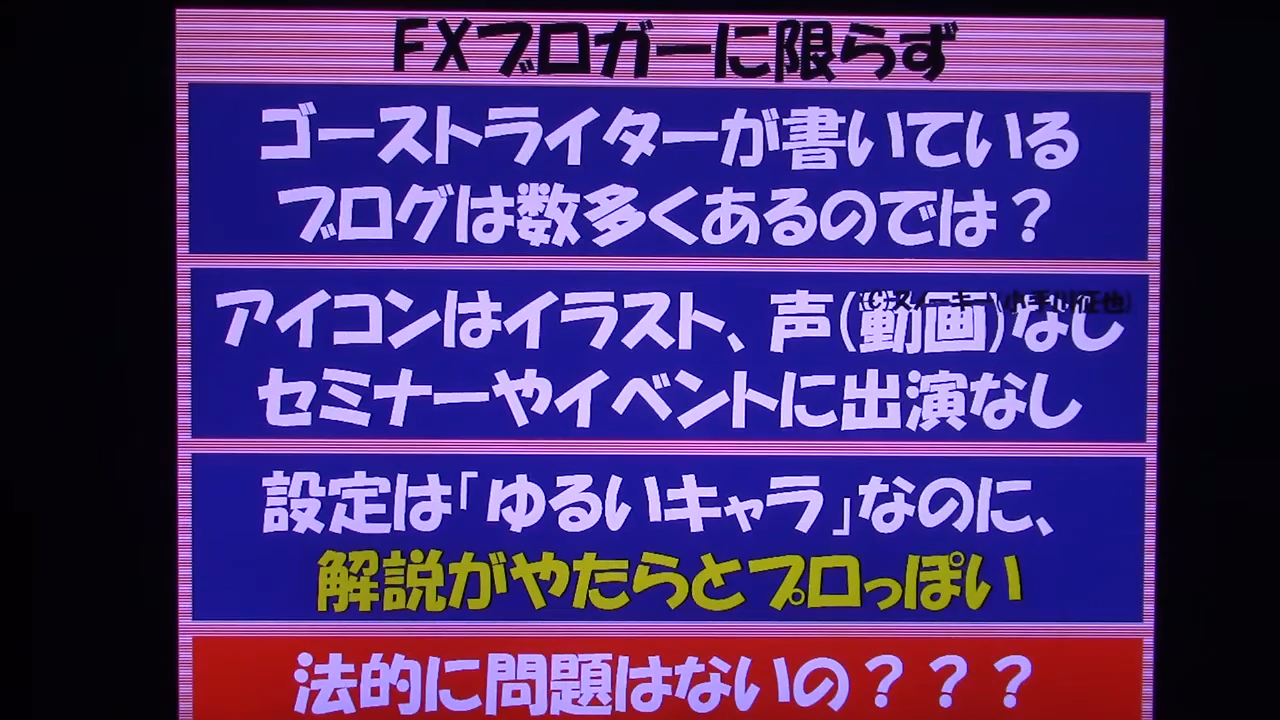 FXブロガーに限らず
ゴーストライターが書いている
ブログは数多くあるのでは？
アイコンはイラスト、声(動画)なし
セミナーやイベントに出演なし
設定は「ゆるいキャラ」なのに、
解説がやたらとプロっぽい
法的に問題はないの？？？